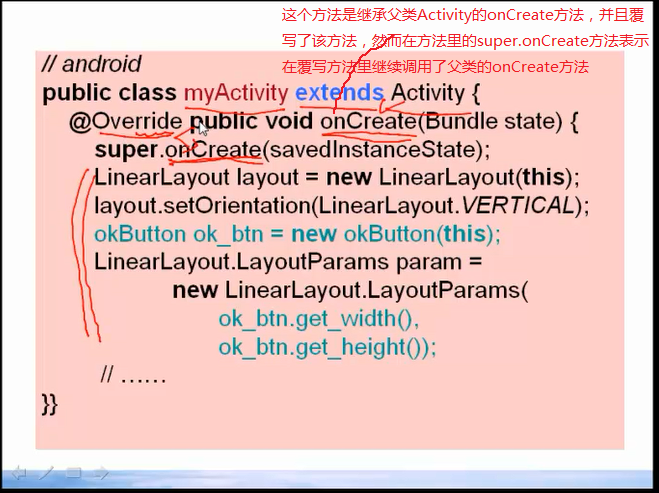 这个方法是继承父类Activity的onCreate方法，并且覆
写了该方法，然而在方法里的super.onCreate方法表示
在覆写方法里继续调用了父类的onCreate方法
// android
public class myActivity extends Activity {
@Override public void onCreate(Bundle state) {
super.onCreate(savedInstanceState);
LinearLayout layout = new LinearLayout(this);
layout.setOrientation(LinearLayout.VERTICAL);
okButton ok_btn = new okButton(this);
LinearLayout.LayoutParams param =
new LinearLayout.LayoutParams(
ok_btn.get_width(),
ok_btn.get_height());
// ……
}}